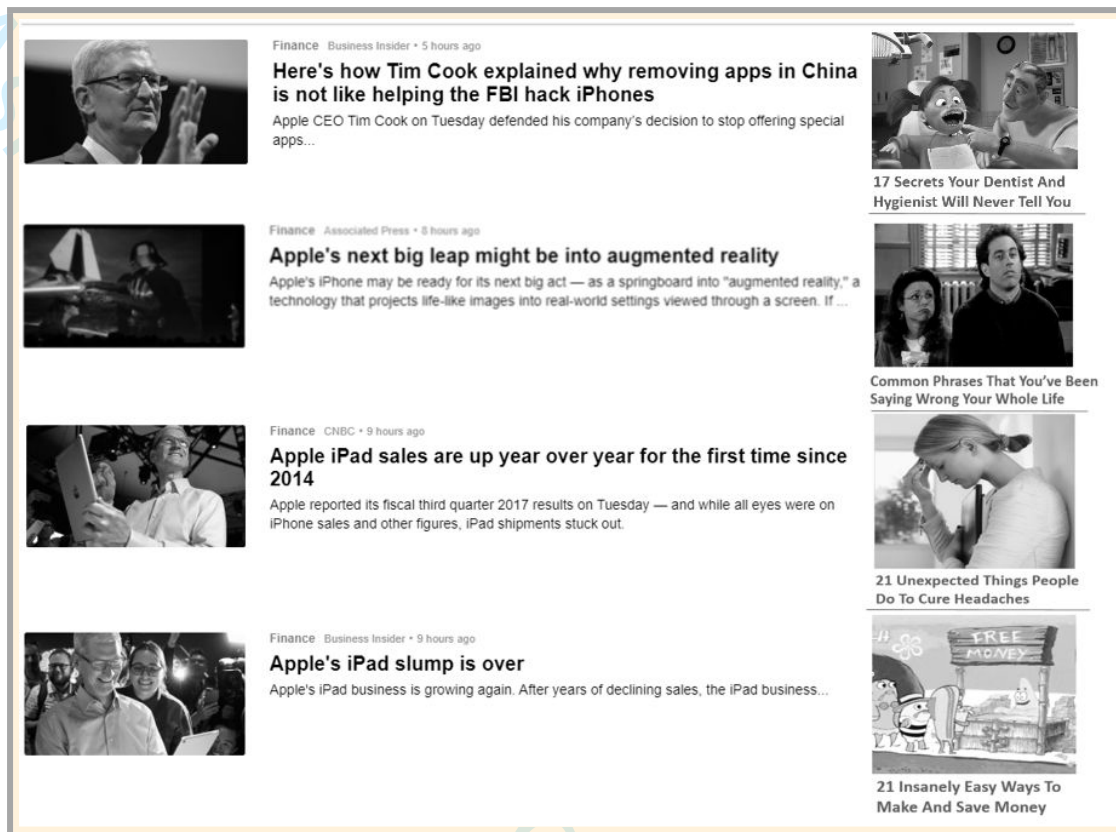 Finance Business Insider • 5 hours ago
Here's how Tim Cook explained why removing apps in China
is not like helping the FBI hack iPhones
Apple CEO Tim Cook on Tuesday defended his company's decision to stop offering special
apps...
Finance Associated Press • 8 hours ago
Apple's next big leap might be into augmented reality
Apple's iPhone may be ready for its next big act — as a springboard into "augmented reality," a
technology that projects life-like images into real-world settings viewed through a screen. If ...
Finance CNBC • 9 hours ago
Apple iPad sales are up year over year for the first time since
2014
Apple reported its fiscal third quarter 2017 results on Tuesday — and while all eyes were on
iPhone sales and other figures, iPad shipments stuck out.
Finance Business Insider • 9 hours ago
Apple's iPad slump is over
Apple's iPad business is growing again. After years of declining sales, the iPad business...
17 Secrets Your Dentist And
Hygienist Will Never Tell You
Common Phrases That You've Been
Saying Wrong Your Whole Life
21 Unexpected Things People
Do To Cure Headaches
FREE
MONEY
21 Insanely Easy Ways To
Make And Save Money